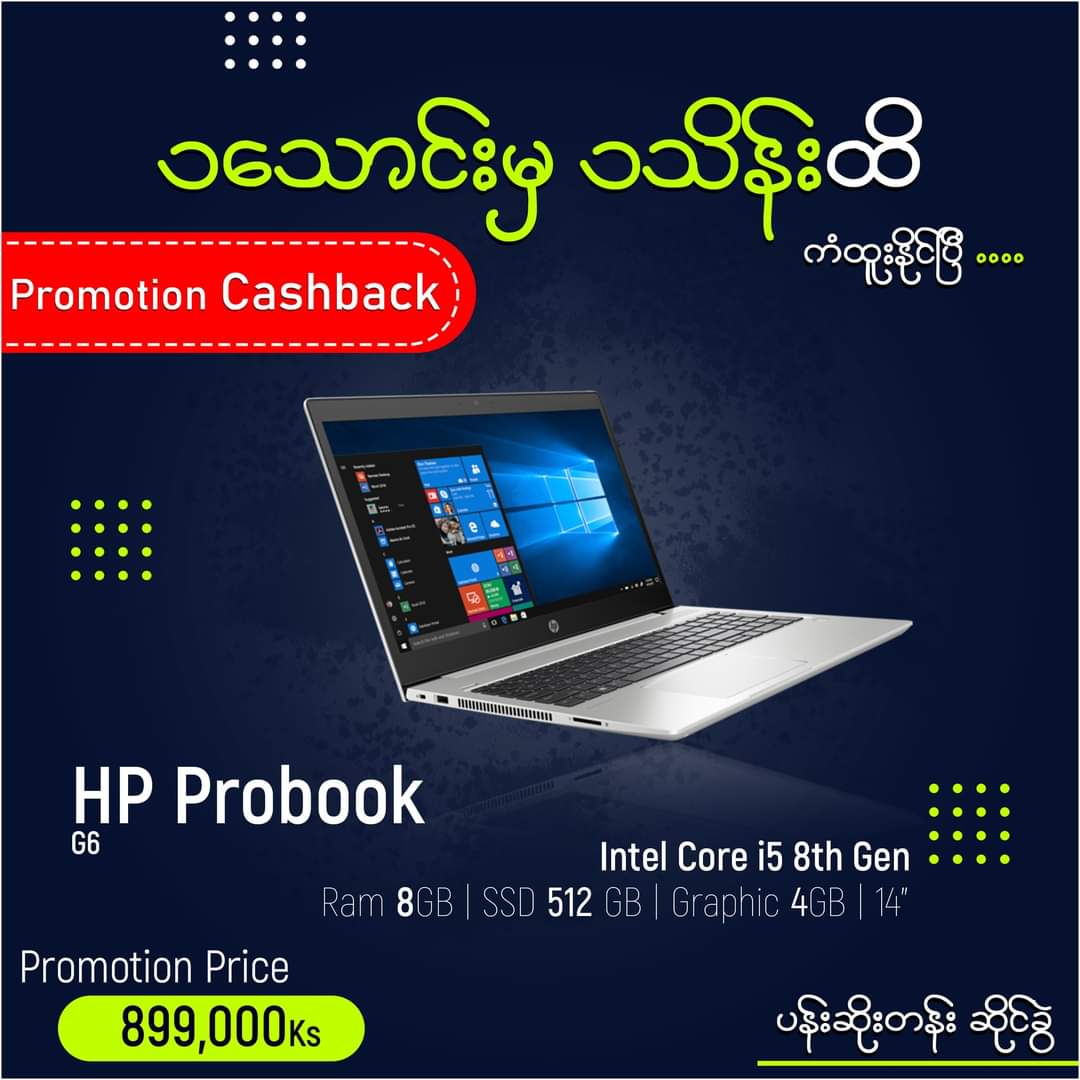 ၁သောင်းမှ ၁သိန်းထိ
ကံထူးနိုင်ပြီ ....
Promotion Cashback
HP Probook
G6
Intel Core i5 8th Gen
Ram 8GB | SSD 512 GB | Graphic 4GB | 14"
Promotion Price
899,000Ks
ပန်းဆိုးတန်း ဆိုင်ခွဲ